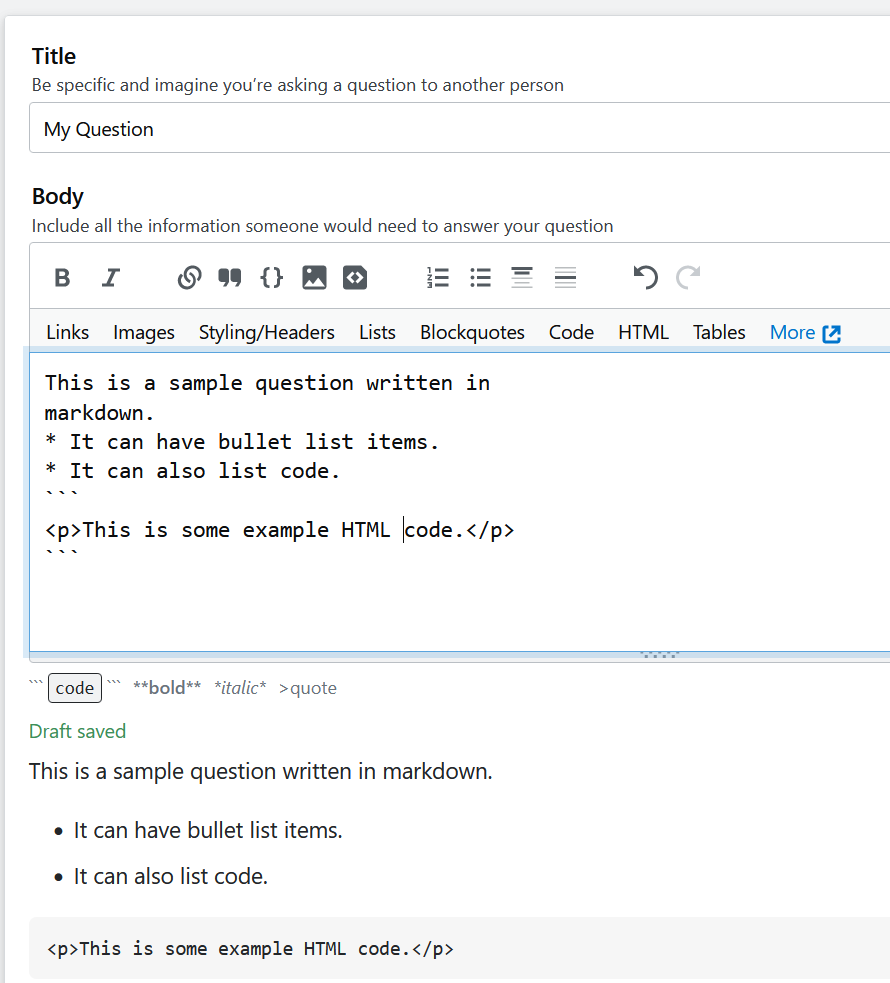 Title
Be specific and imagine you’re asking a question to another person
My Question
Body
Include all the information someone would need to answer your question
B I
Links Images Styling/Headers Lists Blockquotes Code HTML Tables More
This is a sample question written in
markdown.
* It can have bullet list items.
* It can also list code.
```
<p>This is some example HTML code.</p>
```
``` code ``` **bold** *italic* >quote
Draft saved
This is a sample question written in markdown.
• It can have bullet list items.
• It can also list code.
<p>This is some example HTML code.</p>